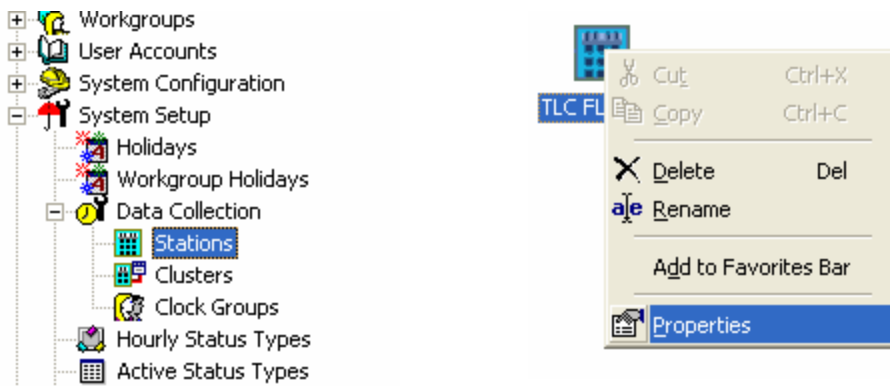 Workgroups
User Accounts
System Configuration
System Setup
Holidays
Workgroup Holidays
Data Collection
Stations
Clusters
Clock Groups
Hourly Status Types
Active Status Types
TLC FL
Cut Ctrl+X
Copy Ctrl+C
Delete Del
Rename
Add to Favorites Bar
Properties